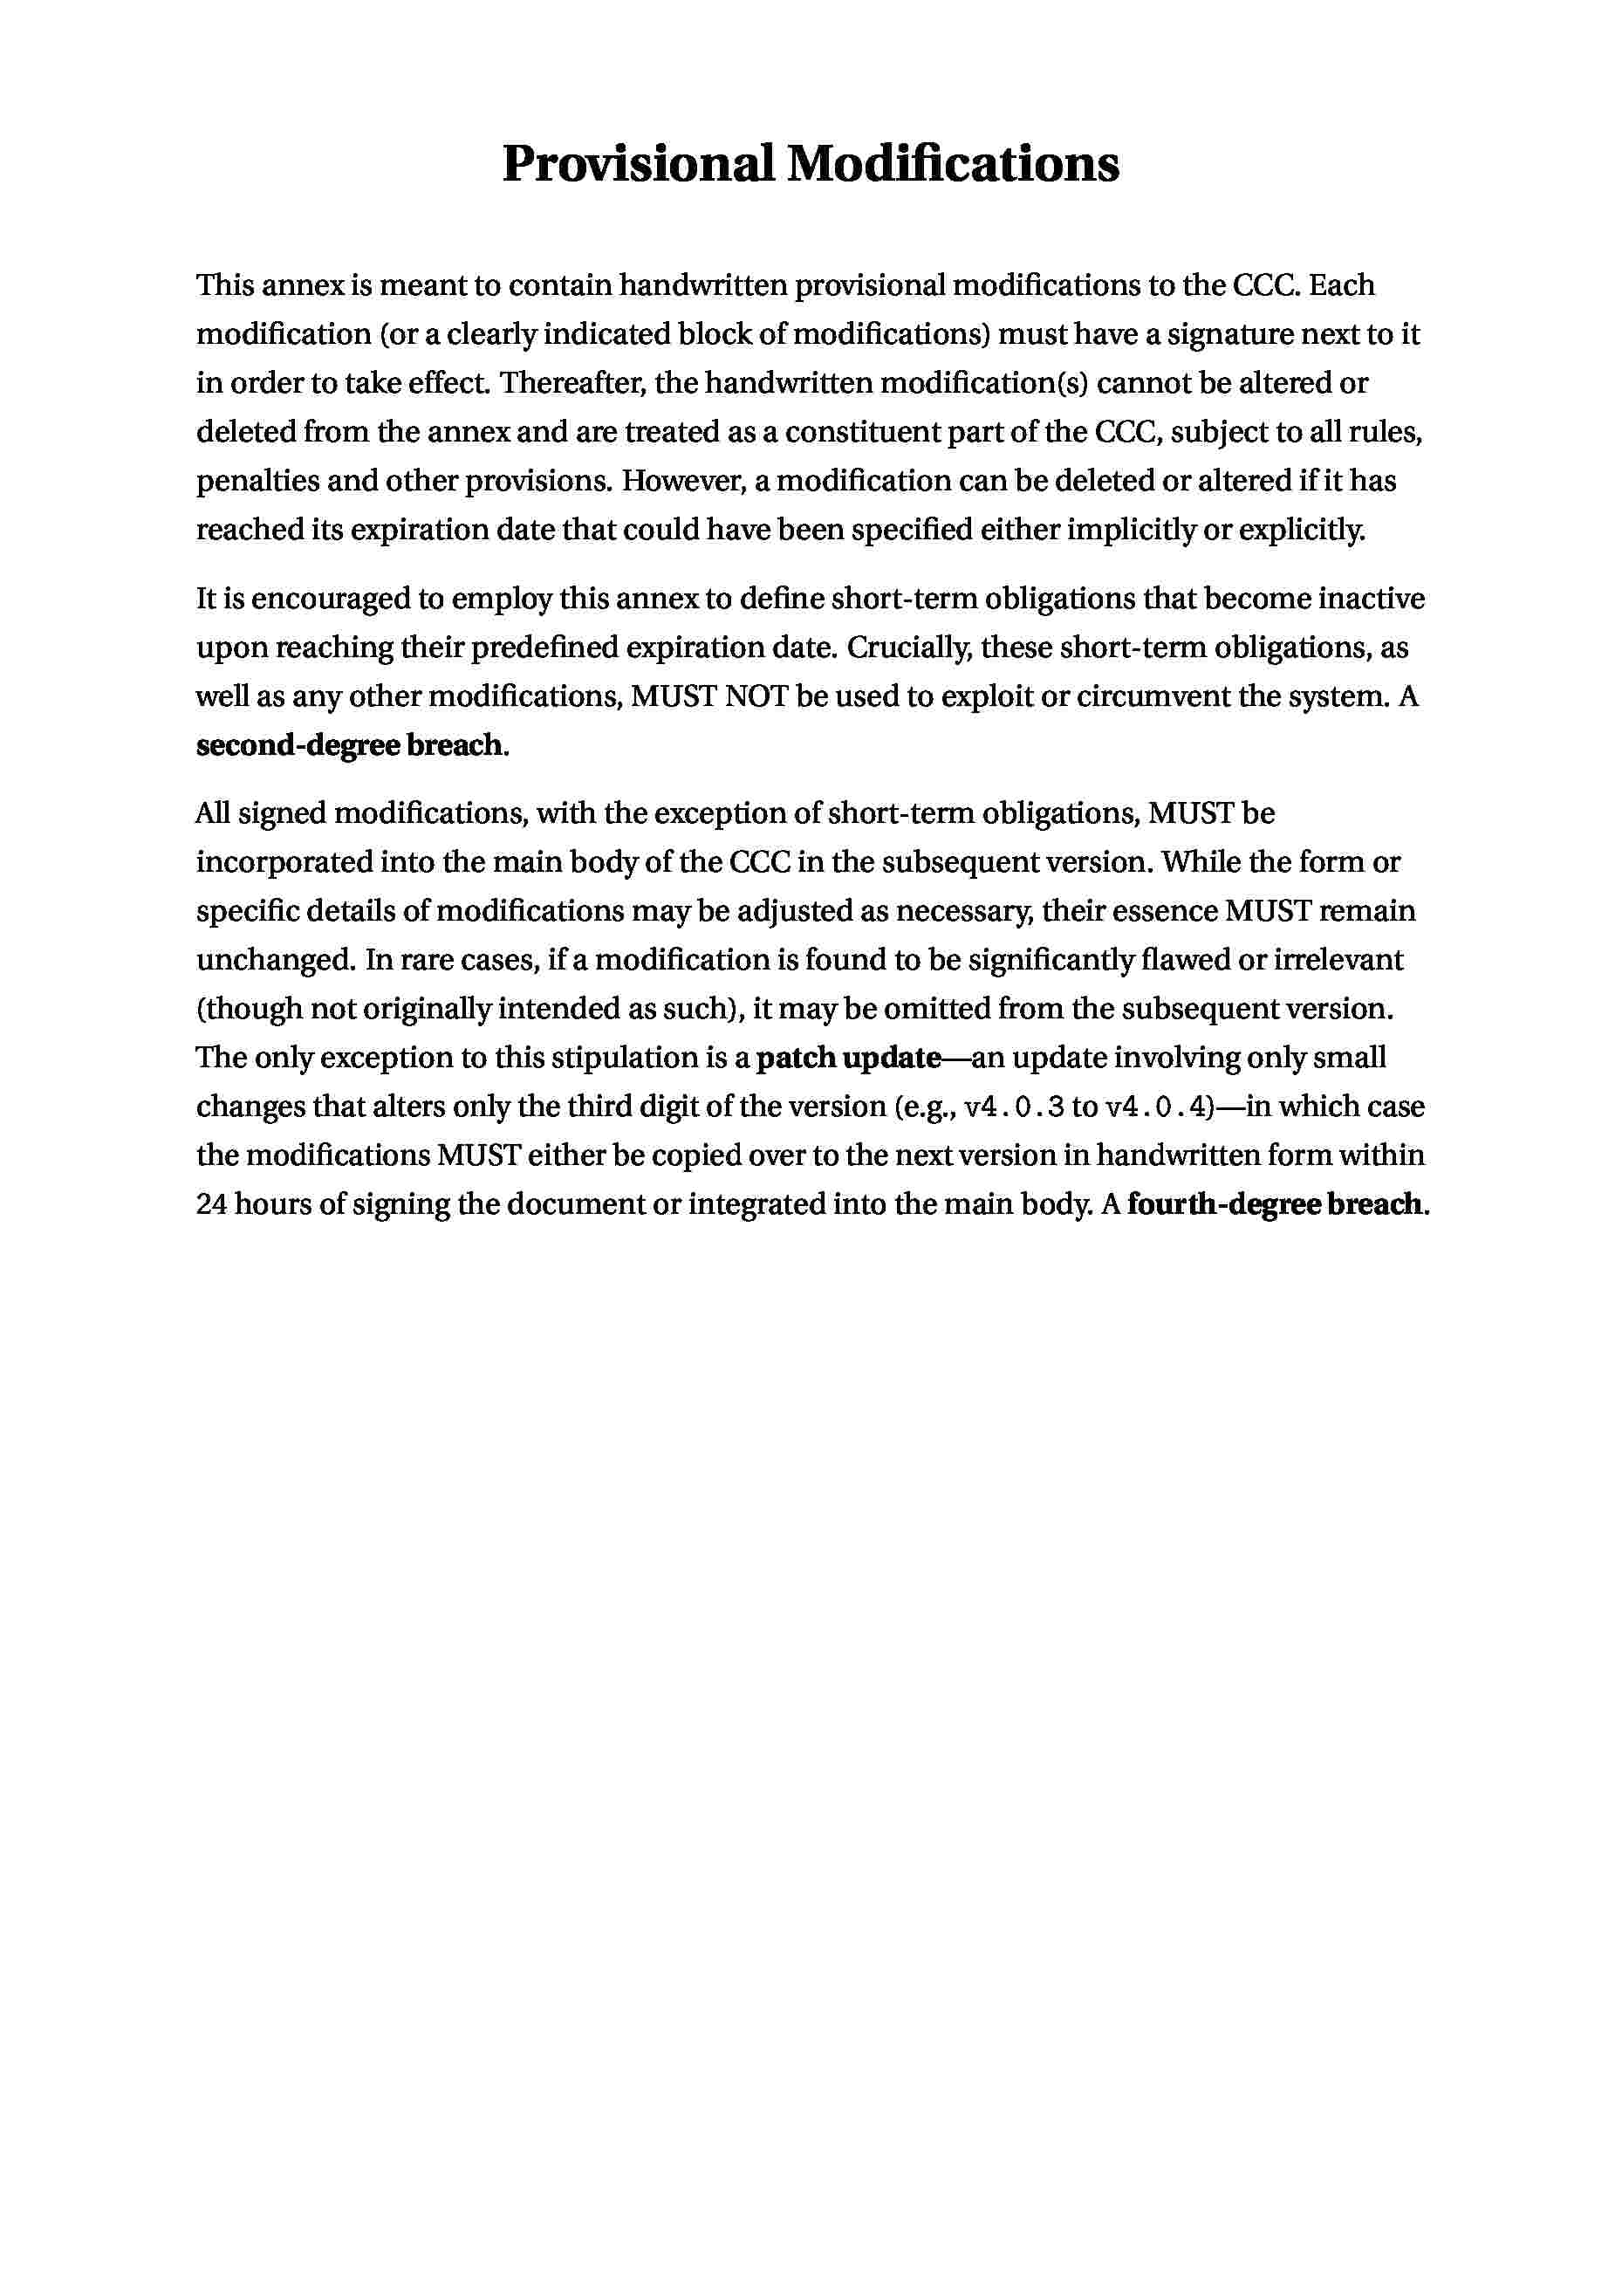 Provisional Modifications
This annex is meant to contain handwritten provisional modifications to the CCC. Each
modification (or a clearly indicated block of modifications) must have a signature next to it
in order to take effect. Thereafter, the handwritten modification(s) cannot be altered or
deleted from the annex and are treated as a constituent part of the CCC, subject to all rules,
penalties and other provisions. However, a modification can be deleted or altered if it has
reached its expiration date that could have been specified either implicitly or explicitly.
It is encouraged to employ this annex to define short-term obligations that become inactive
upon reaching their predefined expiration date. Crucially, these short-term obligations, as
well as any other modifications, MUST NOT be used to exploit or circumvent the system. A
second-degree breach.
All signed modifications, with the exception of short-term obligations, MUST be
incorporated into the main body of the CCC in the subsequent version. While the form or
specific details of modifications may be adjusted as necessary, their essence MUST remain
unchanged. In rare cases, if a modification is found to be significantly flawed or irrelevant
(though not originally intended as such), it may be omitted from the subsequent version.
The only exception to this stipulation is a patch update—an update involving only small
changes that alters only the third digit of the version (e.g., v4.0.3 to v4.0.4)—in which case
the modifications MUST either be copied over to the next version in handwritten form within
24 hours of signing the document or integrated into the main body. A fourth-degree breach.